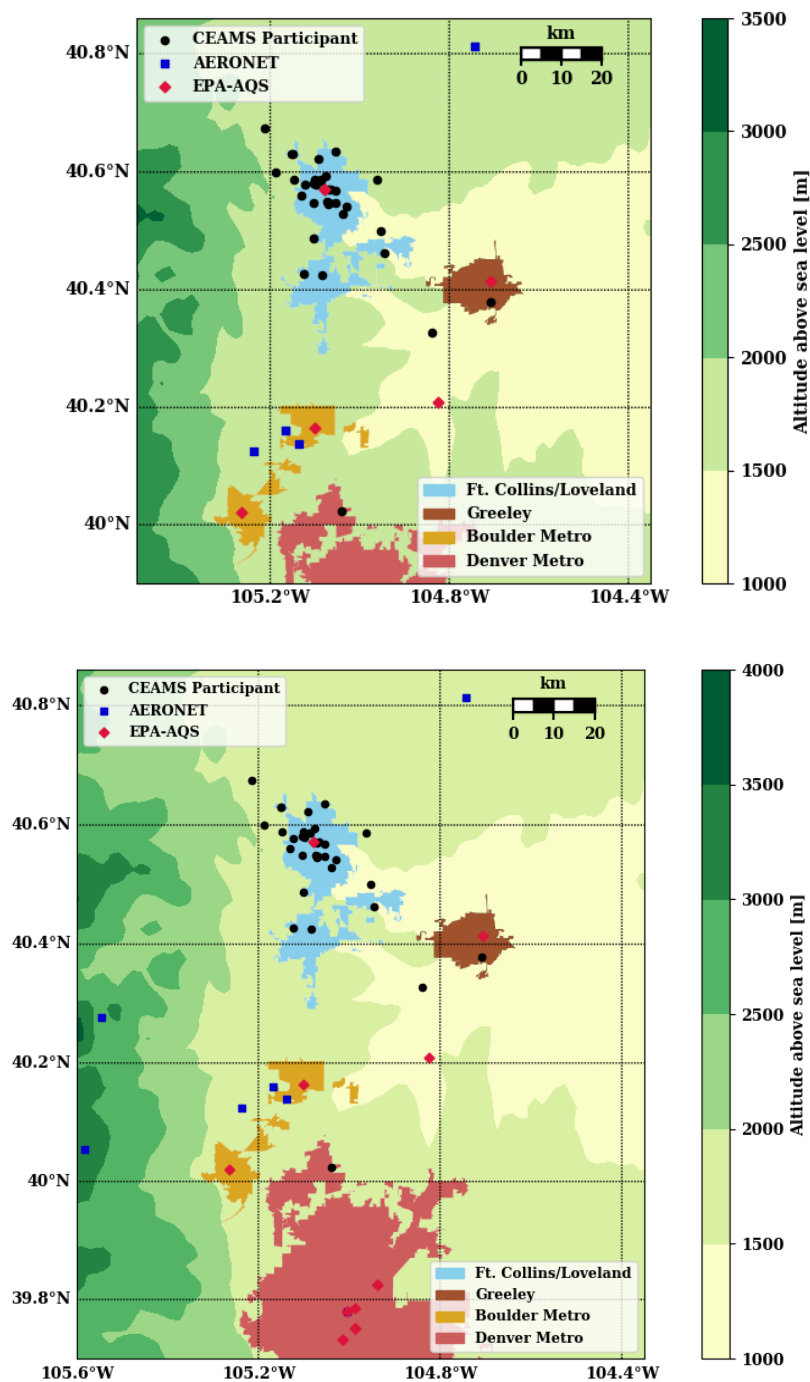 CEAMS Participant
AERONET
EPA-AQS
km
0 10 20
40.8°N
40.6°N
40.4°N
40.2°N
40°N
Ft. Collins/Loveland
Greeley
Boulder Metro
Denver Metro
105.2°W 104.8°W 104.4°W
3500
3000
2500
2000
1500
1000
Altitude above sea level [m]
CEAMS Participant
AERONET
EPA-AQS
km
0 10 20
40.8°N
40.6°N
40.4°N
40.2°N
40°N
39.8°N
Ft. Collins/Loveland
Greeley
Boulder Metro
Denver Metro
105.6°W 105.2°W 104.8°W 104.4°W
4000
3500
3000
2500
2000
1500
1000
Altitude above sea level [m]